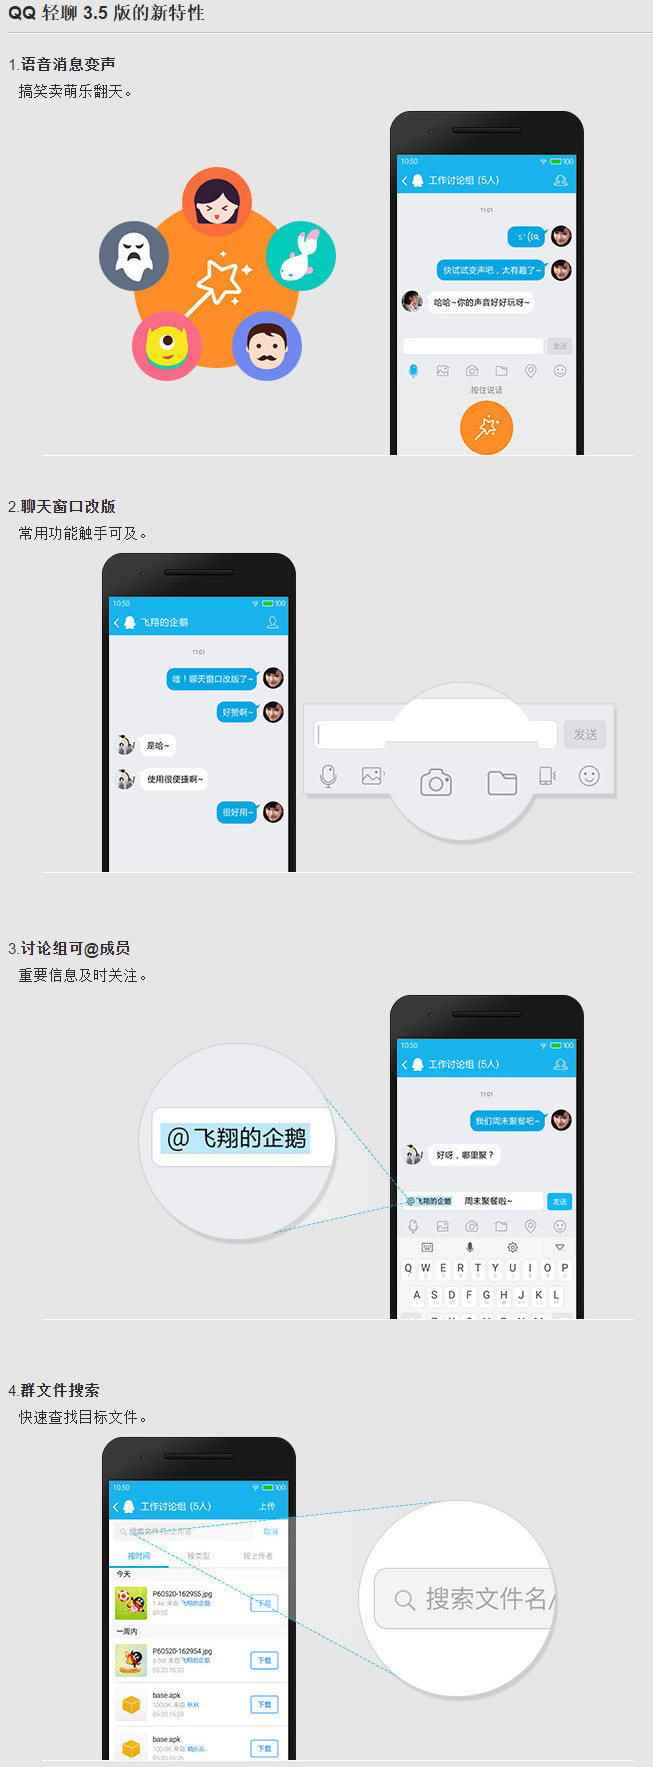 QQ 轻聊 3.5 版的新特性
1.语音消息变声
搞笑卖萌乐翻天。
10:50
100
工作讨论组 (5人)
11:01
5"
快试试变声吧，太有趣了~
哈哈~你的声音好好玩呀~
发送
按住说话
2.聊天窗口改版
常用功能触手可及。
10:50
100
飞翔的企鹅
11:01
哇！聊天窗口改版了~
好赞啊~
是哈~
使用很便捷啊~
很好用~
发送
3.讨论组可@成员
重要信息及时关注。
10:50
100
工作讨论组 (5人)
11:01
我们周末聚餐吧~
好呀，哪里聚？
@飞翔的企鹅 周末聚餐啦~
发送
@飞翔的企鹅
Q W E R T Y U I O P
A S D F G H J K L
4.群文件搜索
快速查找目标文件。
10:50
100
工作讨论组 (5人)
上传
搜索文件名/上传者
取消
按时间
按类型
按上传者
今天
P60520-162955.jpg
1.4K 来自 飞翔的企鹅
09:50
下载
一周内
P60520-162954.jpg
6.0M 来自 飞翔的企鹅
05-20 16:30
下载
base.apk
100.0K 来自 秋秋
05-20 16:28
下载
base.apk
100.0K 来自
05-20 16:26
下载
搜索文件名/